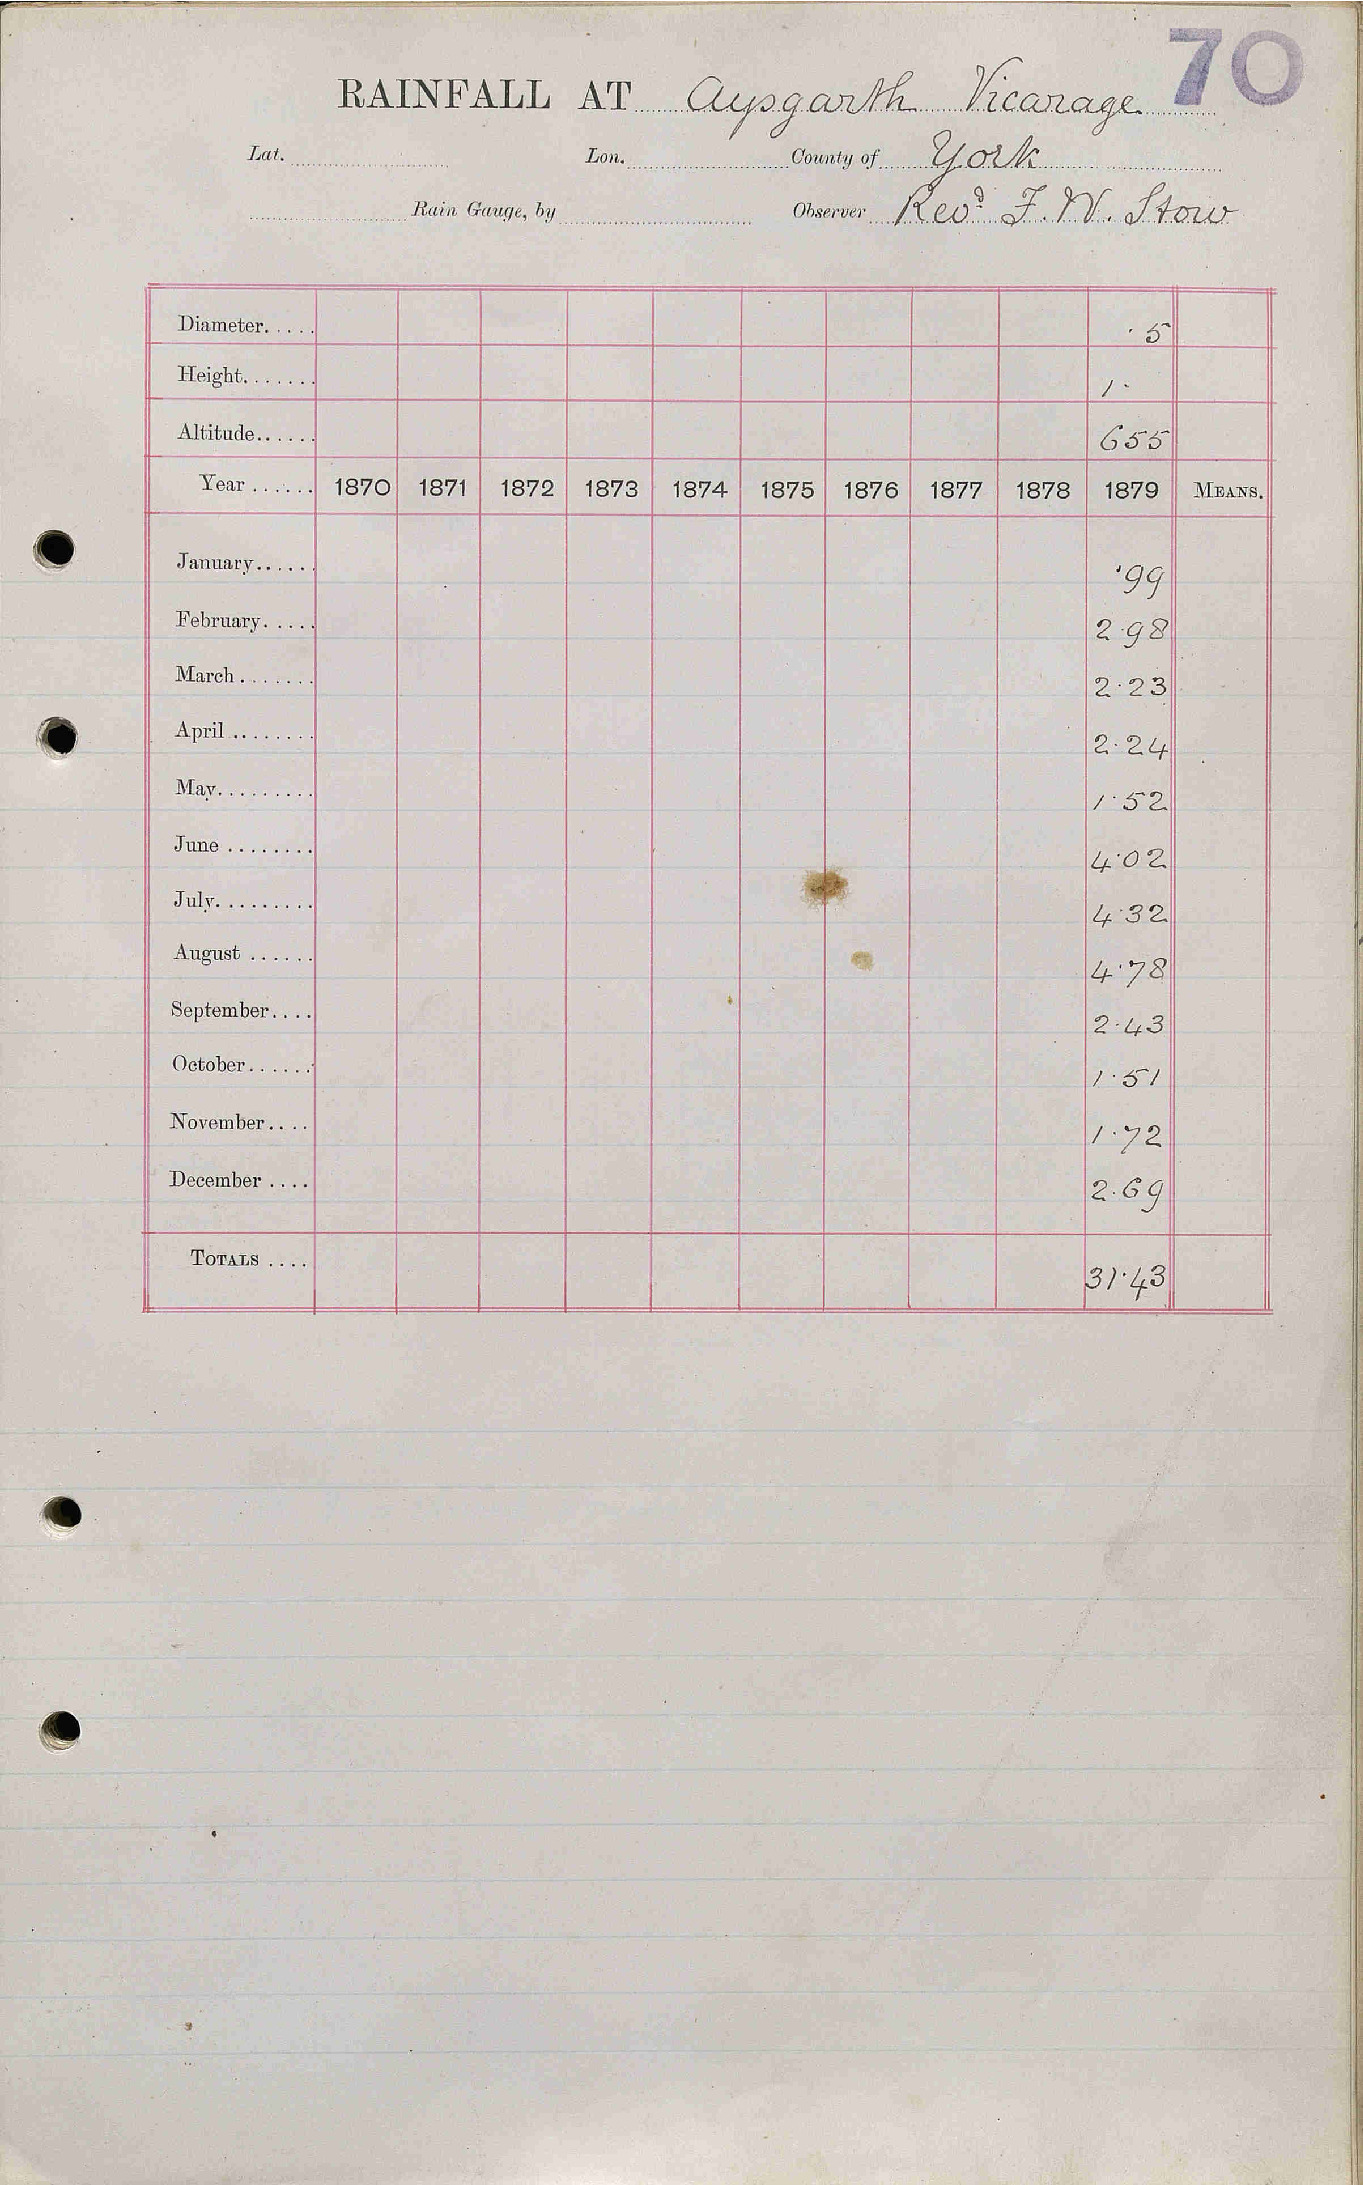 70
RAINFALL AT Aysgarth Vicarage
Lat. Lon. County of York
Rain Gauge, by Observer Revd F. W. Stow
Diameter..... ·5
Height....... 1·
Altitude...... 655
Year ...... 1870 1871 1872 1873 1874 1875 1876 1877 1878 1879 MEANS.
January...... ·99
February..... 2·98
March....... 2·23
April ........ 2·24
May......... 1·52
June ........ 4·02
July......... 4·32
August ...... 4·78
September.... 2·43
October...... 1·51
November.... 1·72
December .... 2·69
TOTALS .... 31·43